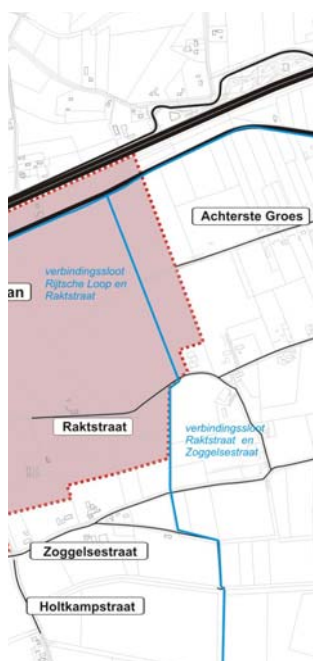 Achterste Groes
verbindingssloot
Rijtsche Loop en
Raktstraat
an
Raktstraat
verbindingssloot
Raktstraat en
Zoggelsestraat
Zoggelsestraat
Holtkampstraat